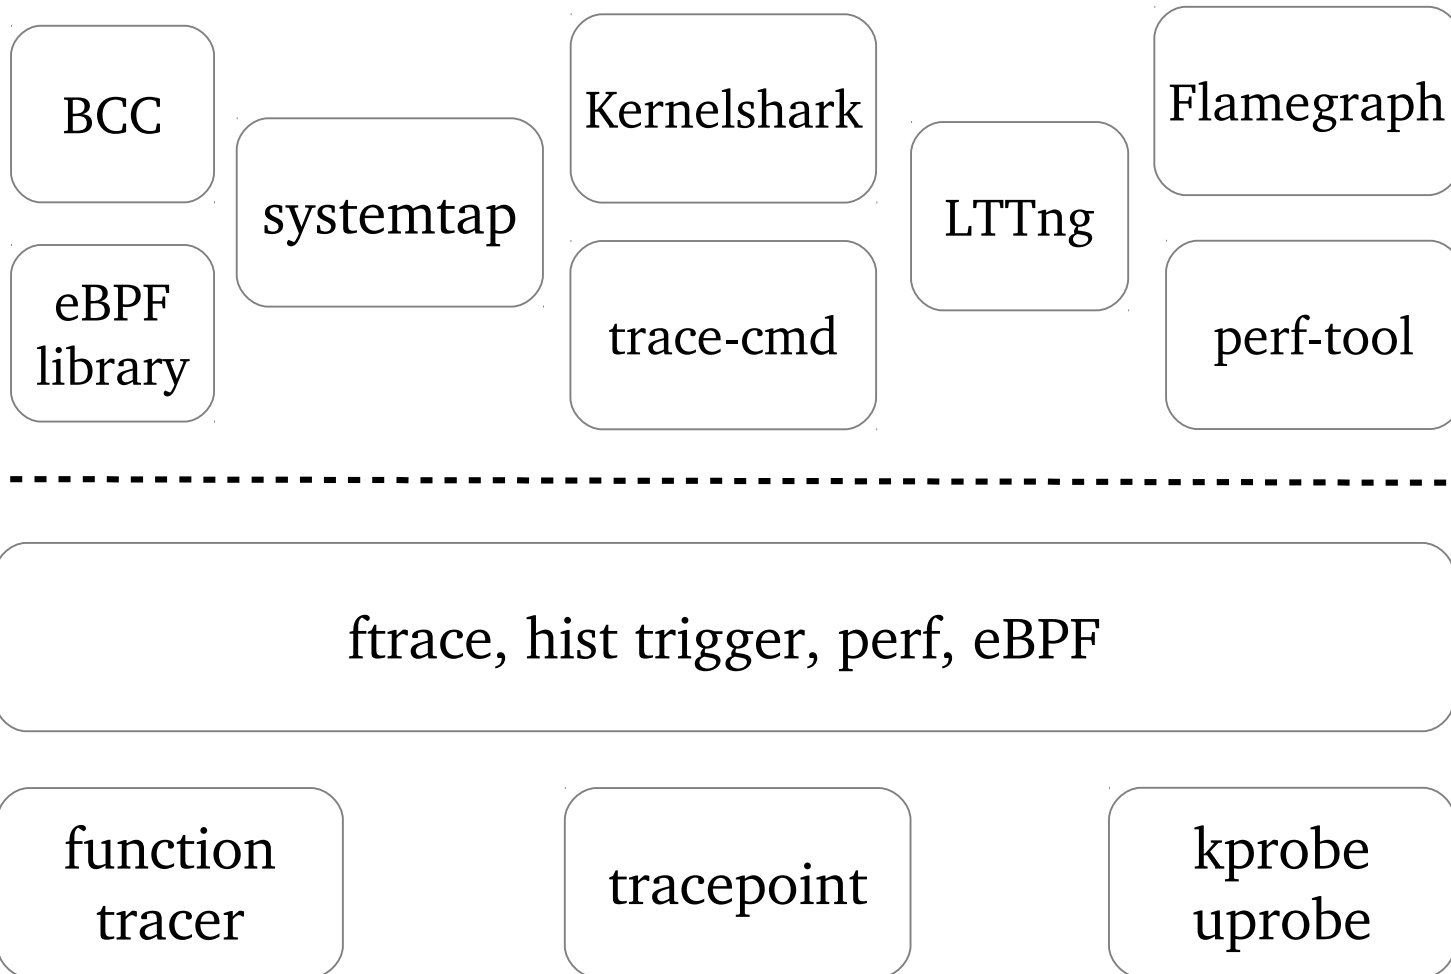 BCC
Kernelshark
Flamegraph
systemtap
LTTng
eBPF
library
trace-cmd
perf-tool
ftrace, hist trigger, perf, eBPF
function
tracer
tracepoint
kprobe
uprobe